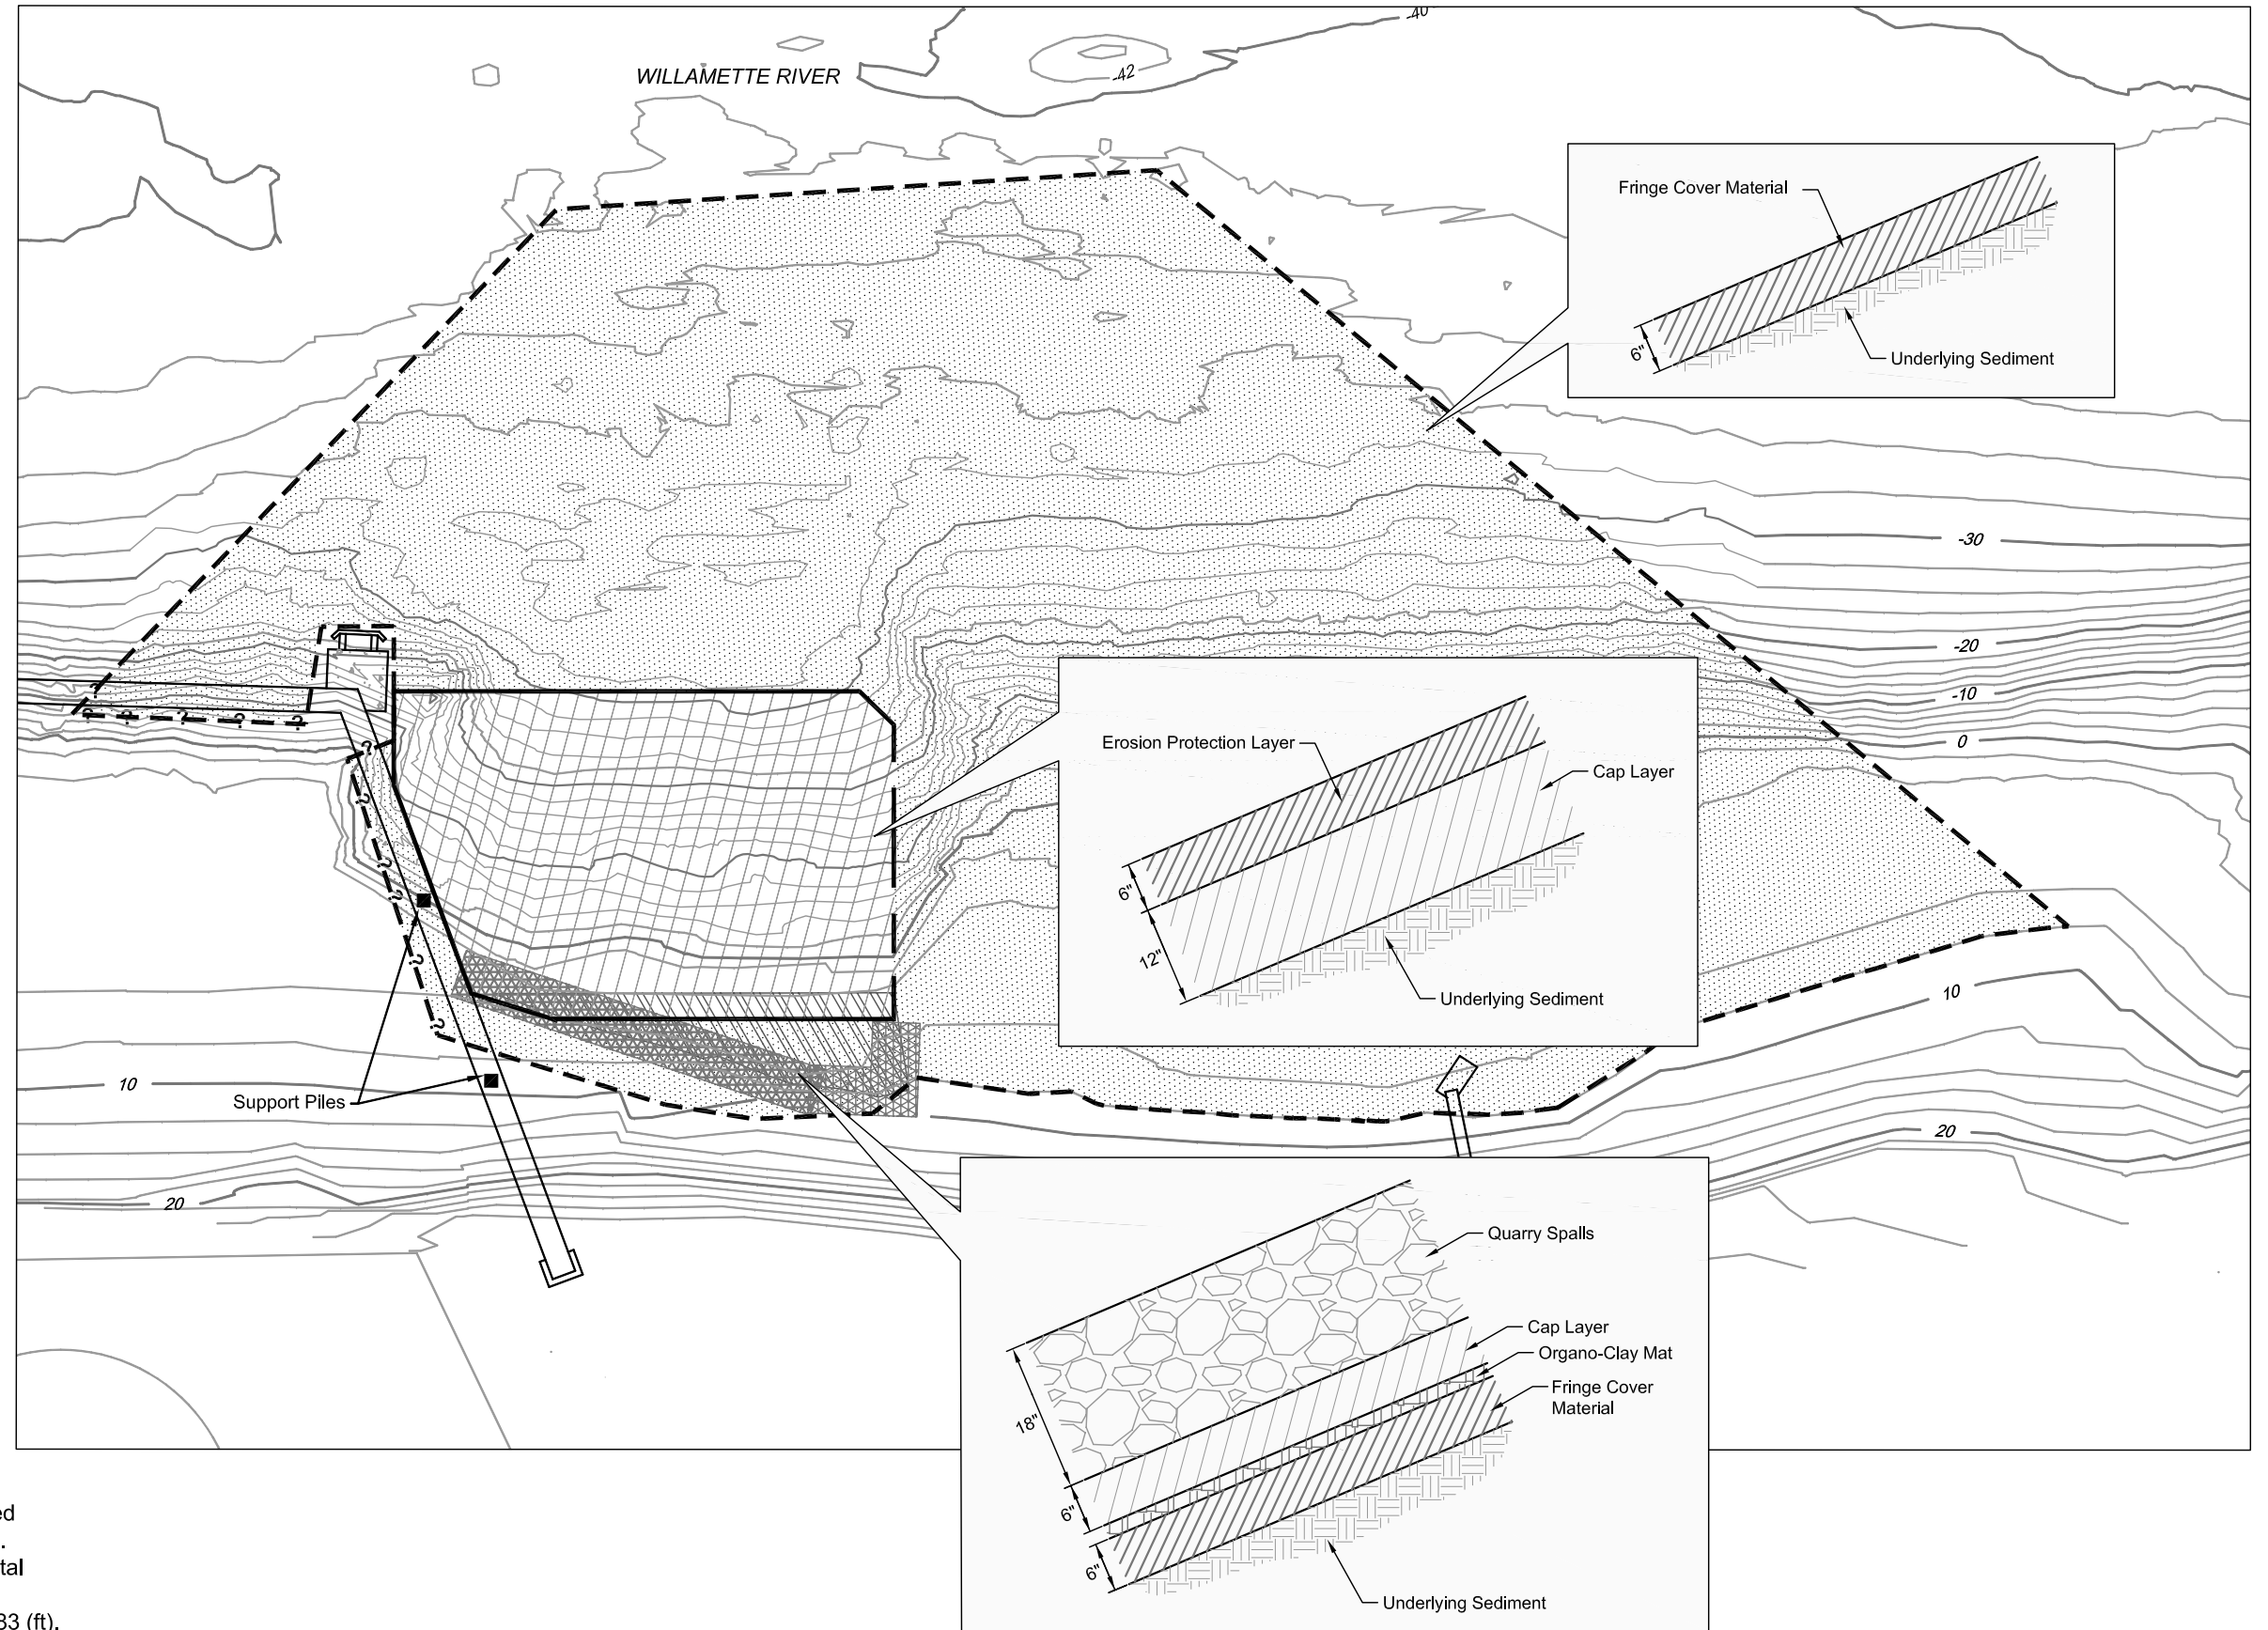 -40
WILLAMETTE RIVER
-42
Fringe Cover Material
6"
Underlying Sediment
-30
-20
-10
0
? ? ? ? ? ?
?
?
?
?
?
?
Erosion Protection Layer
Cap Layer
6"
12"
Underlying Sediment
10
10
Support Piles
20
20
Quarry Spalls
Cap Layer
Organo-Clay Mat
Fringe Cover
Material
18"
6"
6"
Underlying Sediment
ed
.
tal
83 (ft).